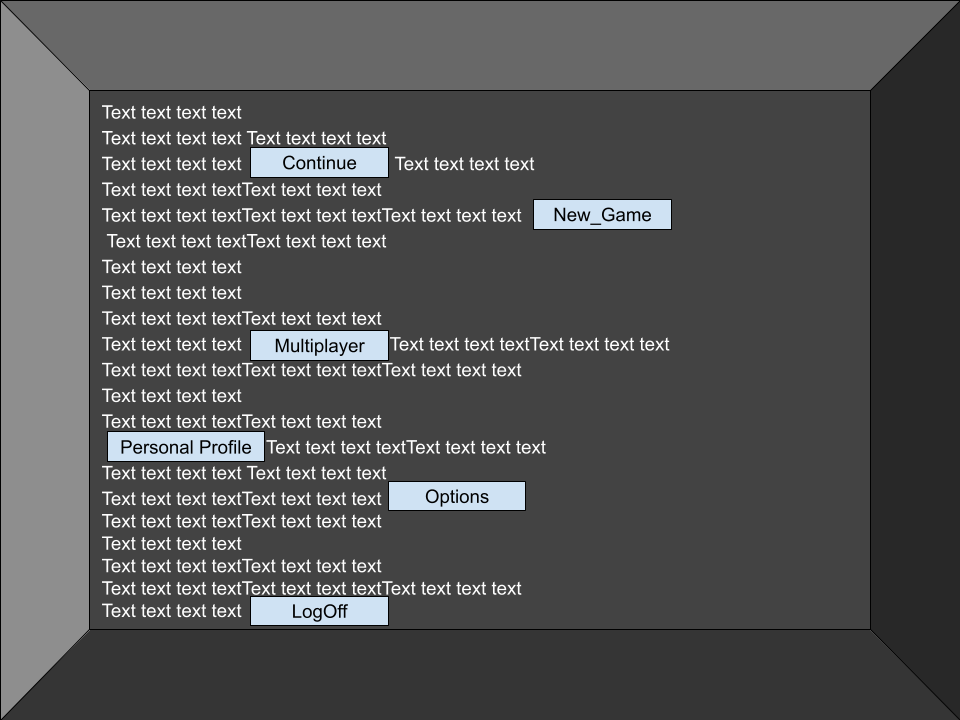 Text text text text
Text text text text Text text text text
Text text text text Continue Text text text text
Text text text textText text text text
Text text text textText text text textText text text text New_Game
Text text text textText text text text
Text text text text
Text text text text
Text text text textText text text text
Text text text text Multiplayer Text text text textText text text text
Text text text textText text text textText text text text
Text text text text
Text text text textText text text text
Personal Profile Text text text textText text text text
Text text text text Text text text text
Text text text textText text text text Options
Text text text textText text text text
Text text text text
Text text text textText text text text
Text text text textText text text textText text text text
Text text text text LogOff